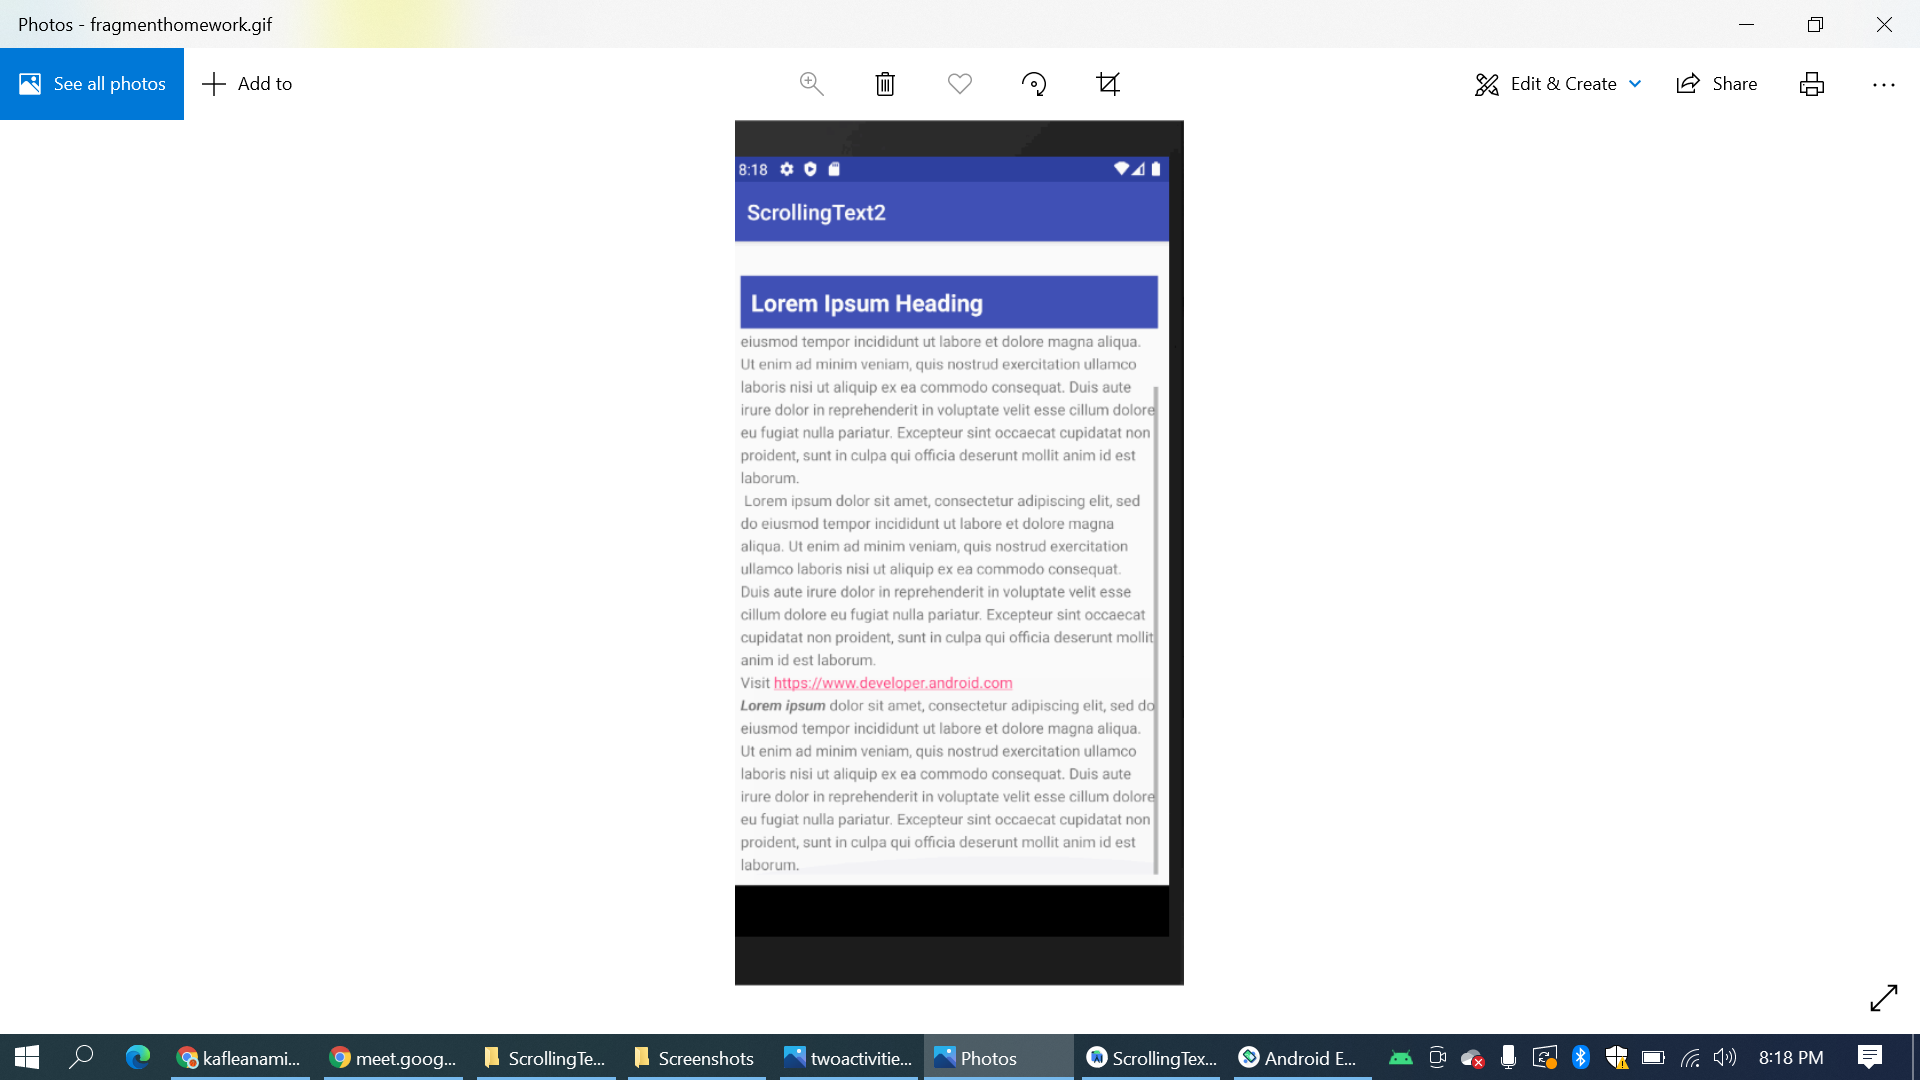 Photos - fragmenthomework.gif
See all photos
Add to
Edit & Create
Share
8:18
ScrollingText2
Lorem Ipsum Heading
eiusmod tempor incididunt ut labore et dolore magna aliqua.
Ut enim ad minim veniam, quis nostrud exercitation ullamco
laboris nisi ut aliquip ex ea commodo consequat. Duis aute
irure dolor in reprehenderit in voluptate velit esse cillum dolore
eu fugiat nulla pariatur. Excepteur sint occaecat cupidatat non
proident, sunt in culpa qui officia deserunt mollit anim id est
laborum.
Lorem ipsum dolor sit amet, consectetur adipiscing elit, sed
do eiusmod tempor incididunt ut labore et dolore magna
aliqua. Ut enim ad minim veniam, quis nostrud exercitation
ullamco laboris nisi ut aliquip ex ea commodo consequat.
Duis aute irure dolor in reprehenderit in voluptate velit esse
cillum dolore eu fugiat nulla pariatur. Excepteur sint occaecat
cupidatat non proident, sunt in culpa qui officia deserunt mollit
anim id est laborum.
Visit https://www.developer.android.com
Lorem ipsum dolor sit amet, consectetur adipiscing elit, sed do
eiusmod tempor incididunt ut labore et dolore magna aliqua.
Ut enim ad minim veniam, quis nostrud exercitation ullamco
laboris nisi ut aliquip ex ea commodo consequat. Duis aute
irure dolor in reprehenderit in voluptate velit esse cillum dolore
eu fugiat nulla pariatur. Excepteur sint occaecat cupidatat non
proident, sunt in culpa qui officia deserunt mollit anim id est
laborum.
kafleanami...
meet.goog...
ScrollingTe...
Screenshots
twoactivitie...
Photos
ScrollingTex...
Android E...
8:18 PM